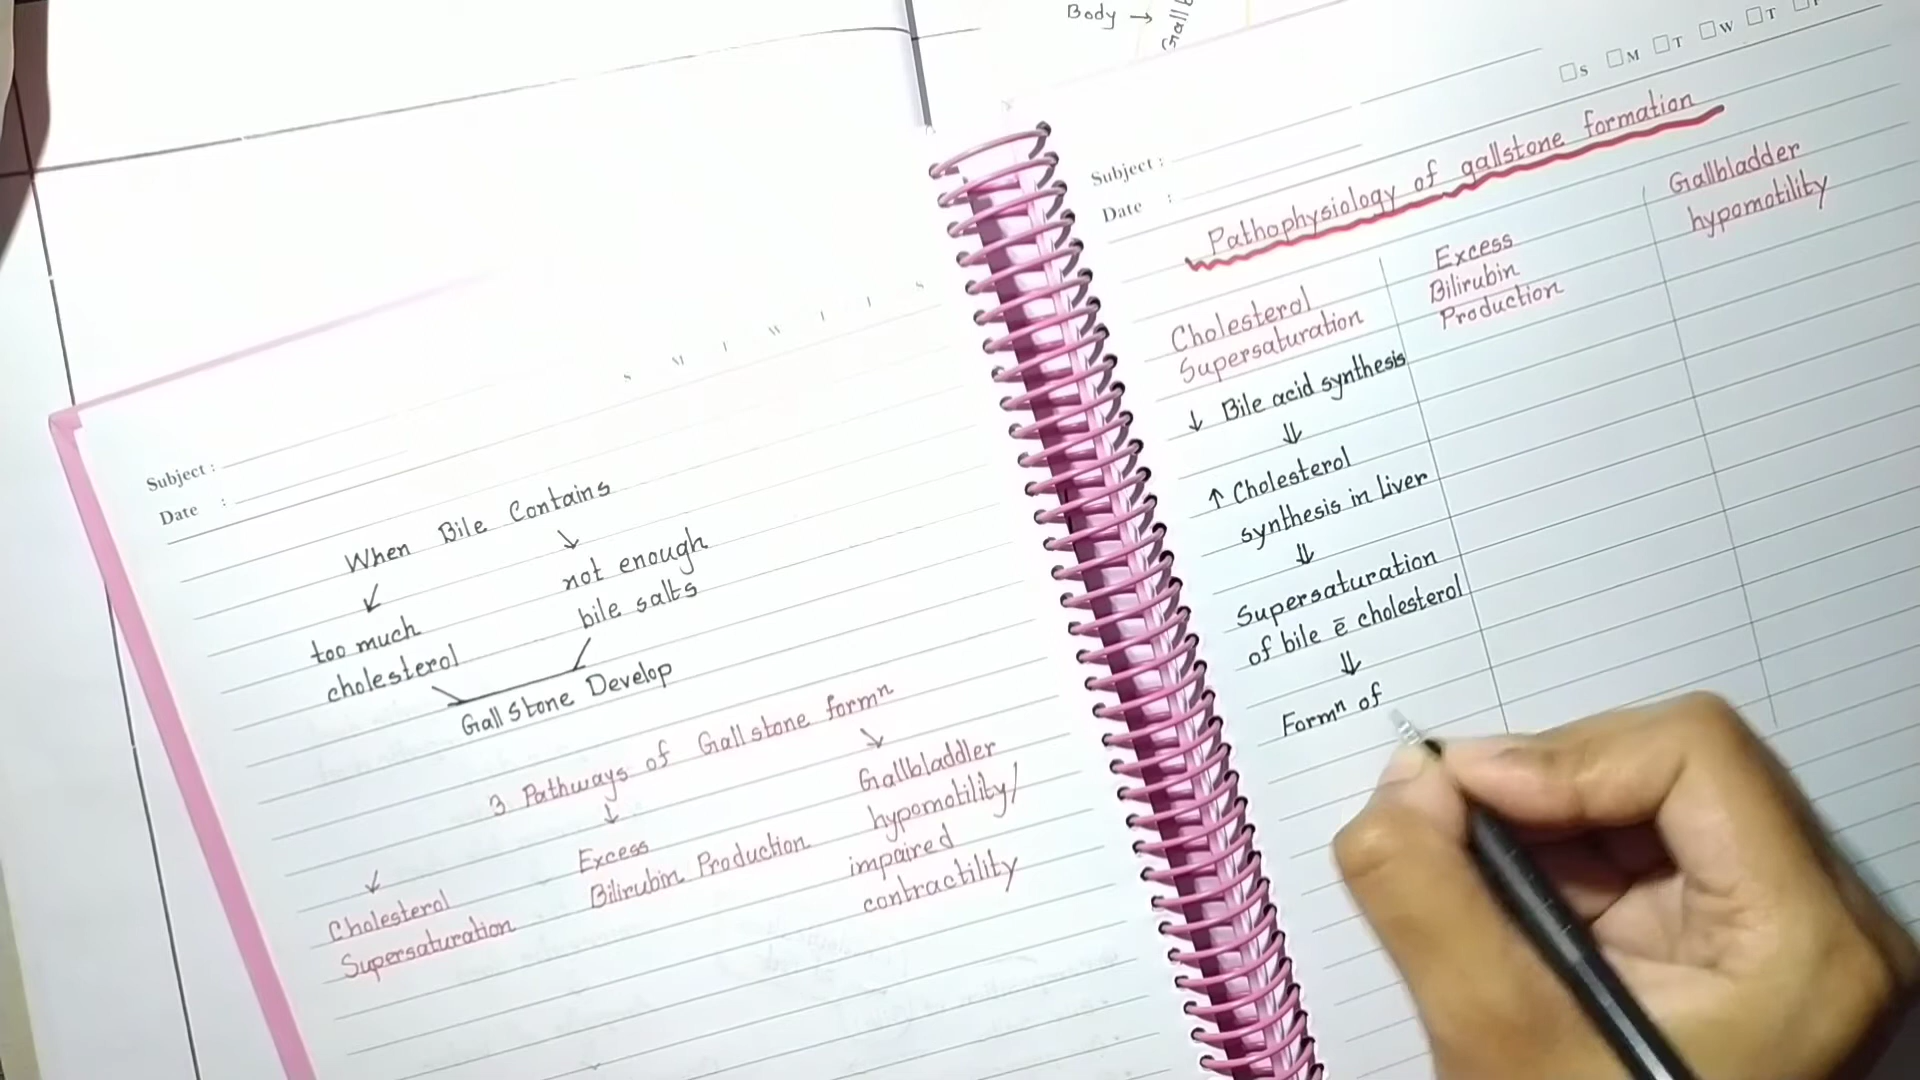 Body →
Subject :
Date :
When Bile Contains
↙ ↘
too much
cholesterol
not enough
bile salts
Gall Stone Develop
3 Pathways of Gallstone formⁿ
↙ ↓ ↘
Cholesterol
Supersaturation
Excess
Bilirubin Production
Gallbladdler
hypomotility/
impaired
contractility
S M T W T
Subject :
Date :
Pathophysiology of gallstone formation
Cholesterol
Supersaturation
↓ Bile acid synthesis
⇓
↑ Cholesterol
synthesis in liver
⇓
Supersaturation
of bile ē cholesterol
⇓
Formⁿ of
Excess
Bilirubin
Production
Gallbladder
hypomotility